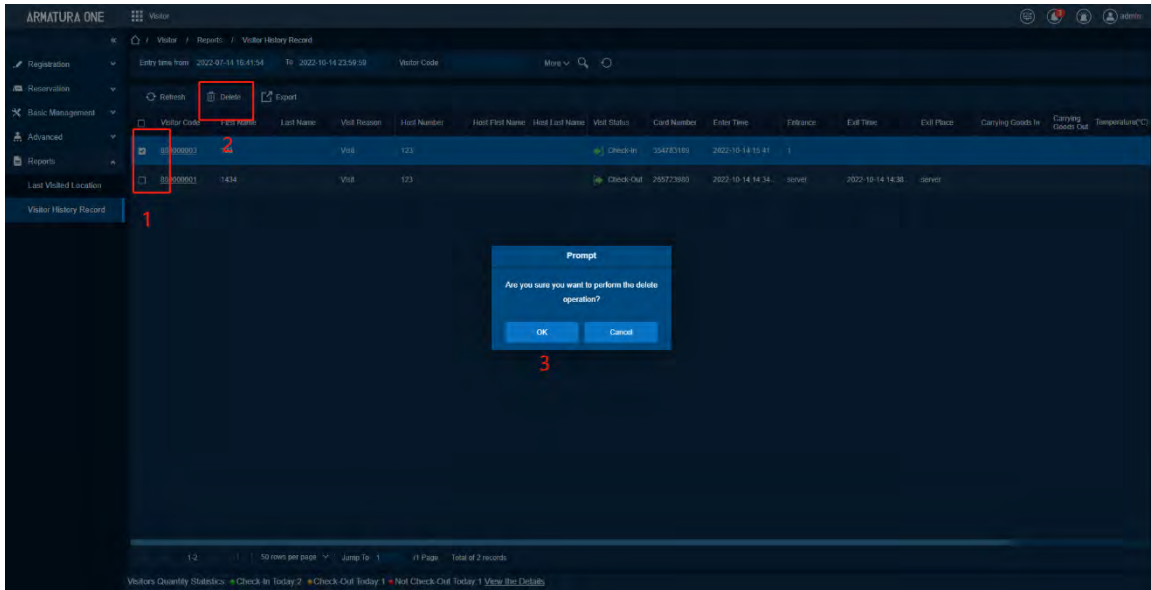 ARMATURA ONE
Visitor
admin
Visitor / Reports / Visitor History Record
Registration
Reservation
Basic Management
Advanced
Reports
Last Visited Location
Visitor History Record
Entry time from 2022-07-14 16:41:54 To 2022-10-14 23:59:59 Visitor Code More
Refresh Delete Export
Visitor Code First Name Last Name Visit Reason Host Number Host First Name Host Last Name Visit Status Card Number Enter Time Entrance Exit Time Exit Place Carrying Goods In Carrying Goods Out Temperature(°C)
800000003 Visit 123 Check-In 2022-10-14 15:41 1
800000001 1434 Visit 123 Check-Out 265723980 2022-10-14 14:34... server 2022-10-14 14:38... server
1
2
Prompt
Are you sure you want to perform the delete
operation?
OK Cancel
3
1-2 50 rows per page Jump To 1 /1 Page Total of 2 records
Visitors Quantity Statistics: Check-In Today:2 Check-Out Today:1 Not Check-Out Today:1 View the Details